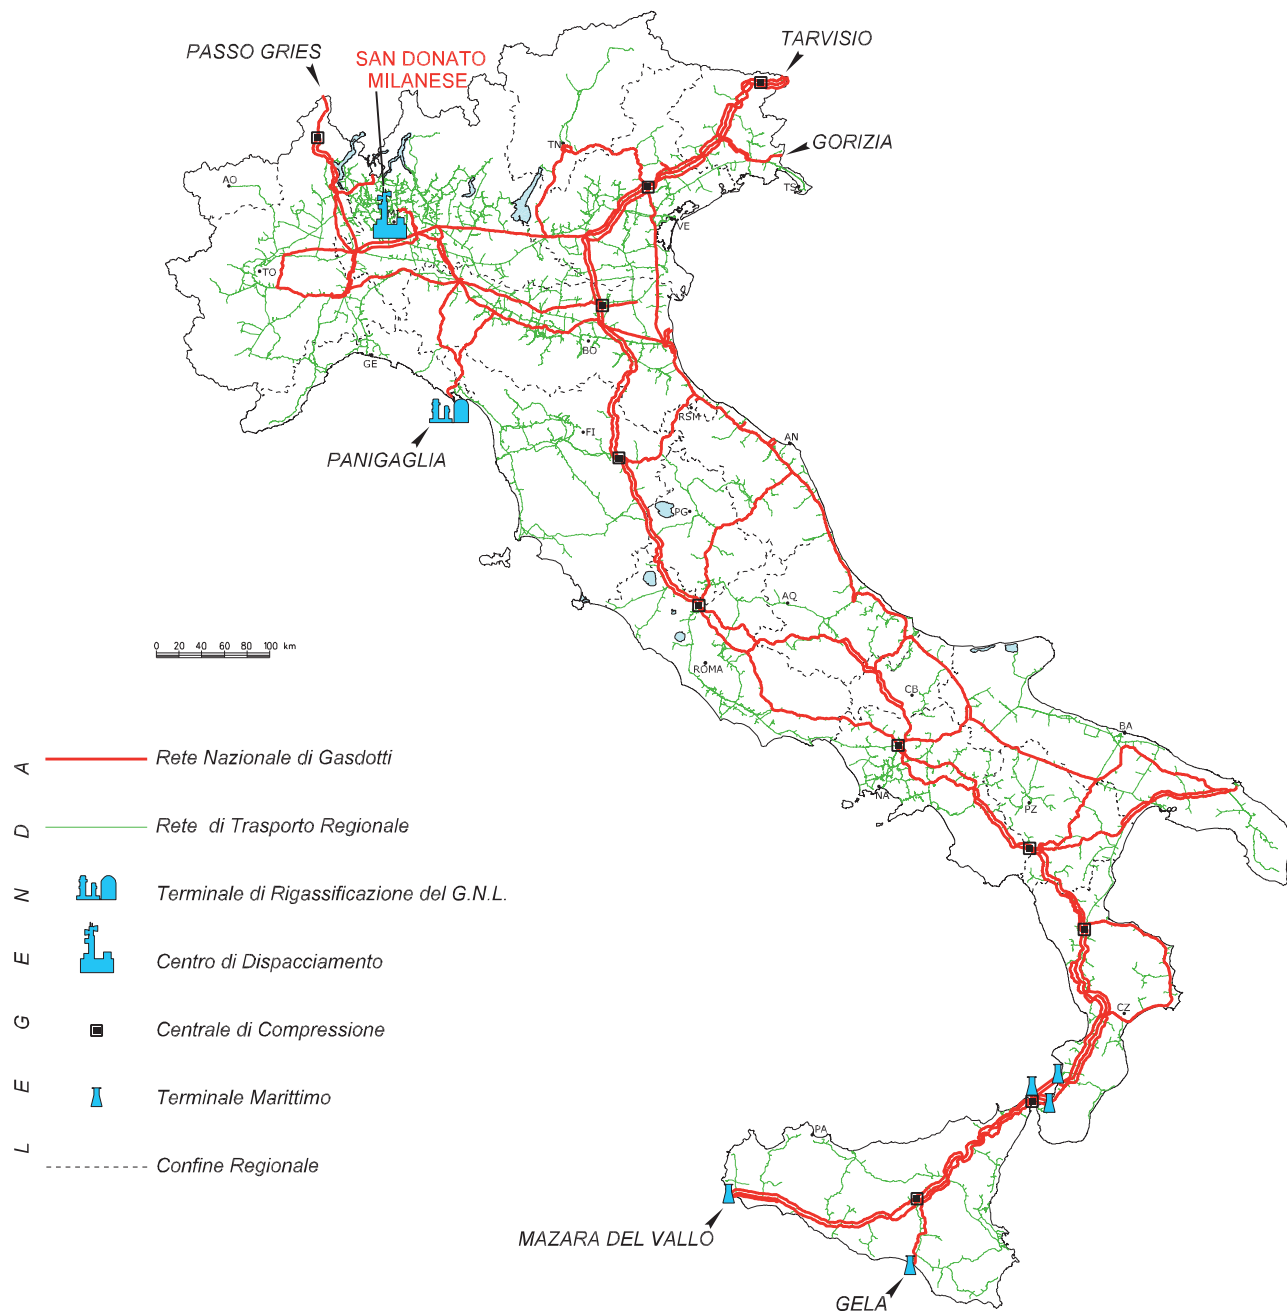 PASSO GRIES
SAN DONATO
MILANESE
TARVISIO
GORIZIA
TN
AO
TS
VE
TO
BO
GE
RSM
FI
AN
PANIGAGLIA
PG
AQ
0 20 40 60 80 100 km
ROMA
CB
BA
NA
PZ
CZ
PA
LEGENDA
Rete Nazionale di Gasdotti
Rete di Trasporto Regionale
Terminale di Rigassificazione del G.N.L.
Centro di Dispacciamento
Centrale di Compressione
Terminale Marittimo
Confine Regionale
MAZARA DEL VALLO
GELA